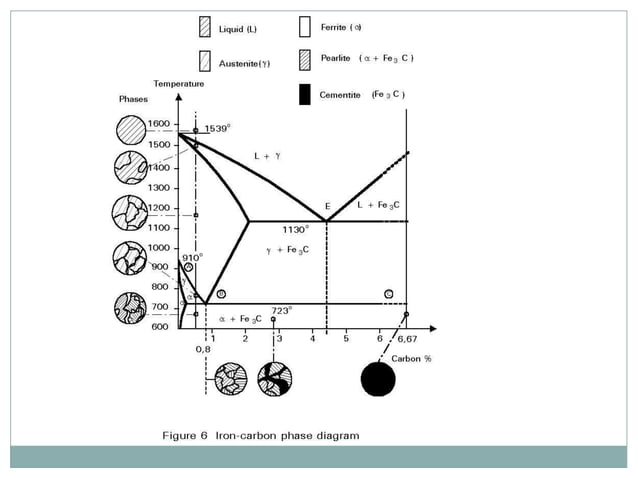 Liquid (L)
Ferrite (α)
Austenite(γ)
Pearlite (α + Fe3 C)
Cementite (Fe3 C)
Temperature
Phases
1600
1539°
1500
L + γ
1400
1300
1200
E
L + Fe3C
1100
1130°
1000
910°
γ + Fe3C
900
A
800
α
B
C
700
α
α + Fe3C
723°
600
1 2 3 4 5 6 6,67
0,8
Carbon %
Figure 6 Iron-carbon phase diagram